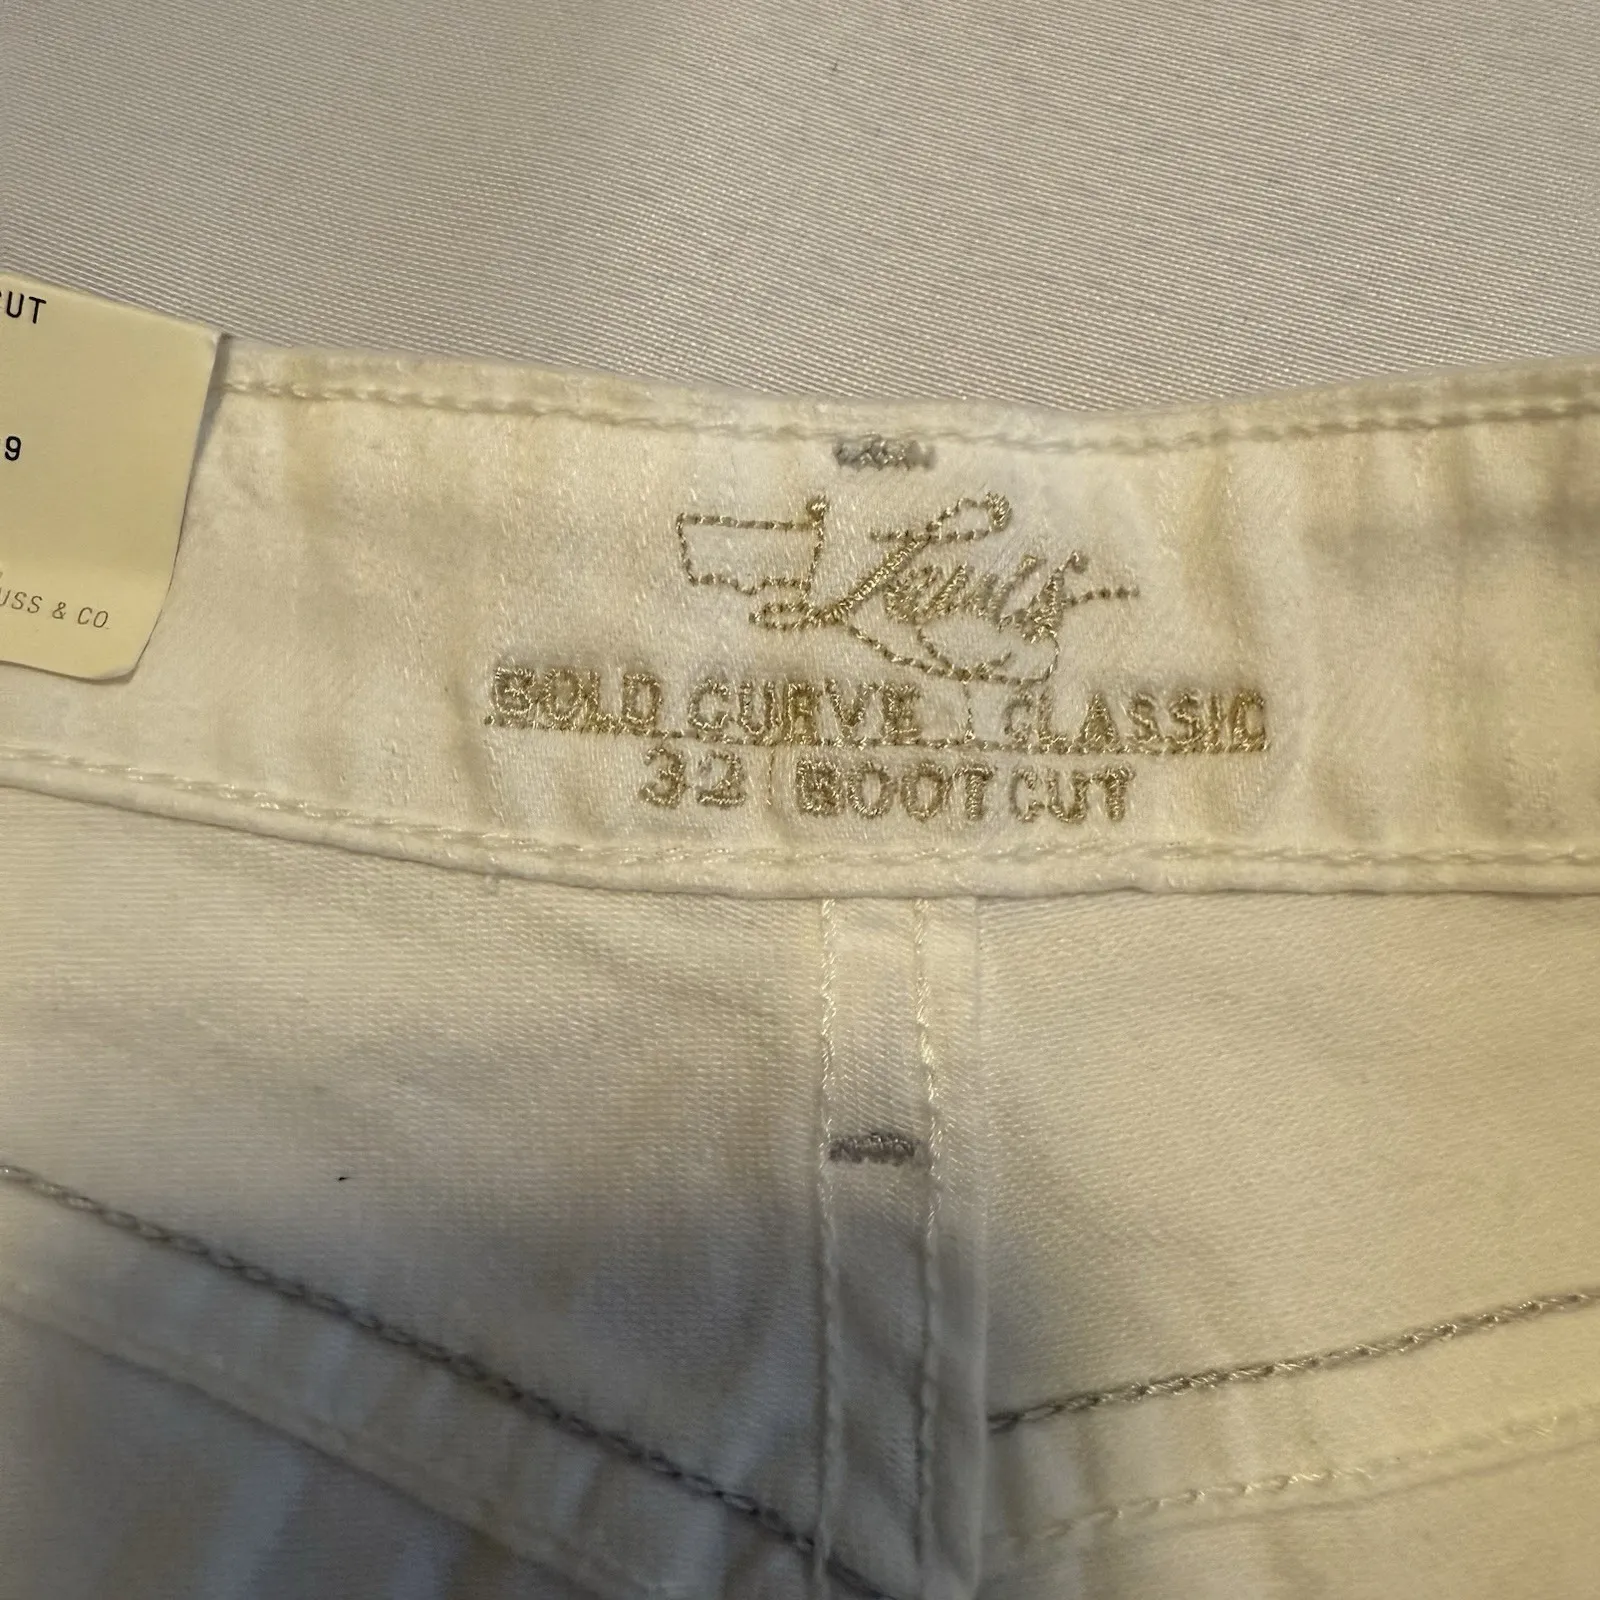 CUT
9
USS & CO.
Levi's
BOLD CURVE | CLASSIC
32 | BOOT CUT